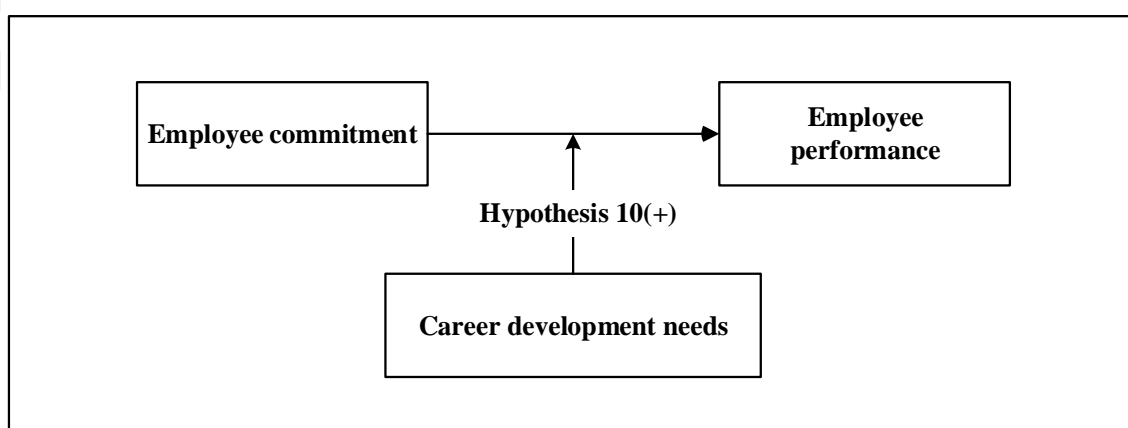 Employee commitment
Employee
performance
Hypothesis 10(+)
Career development needs